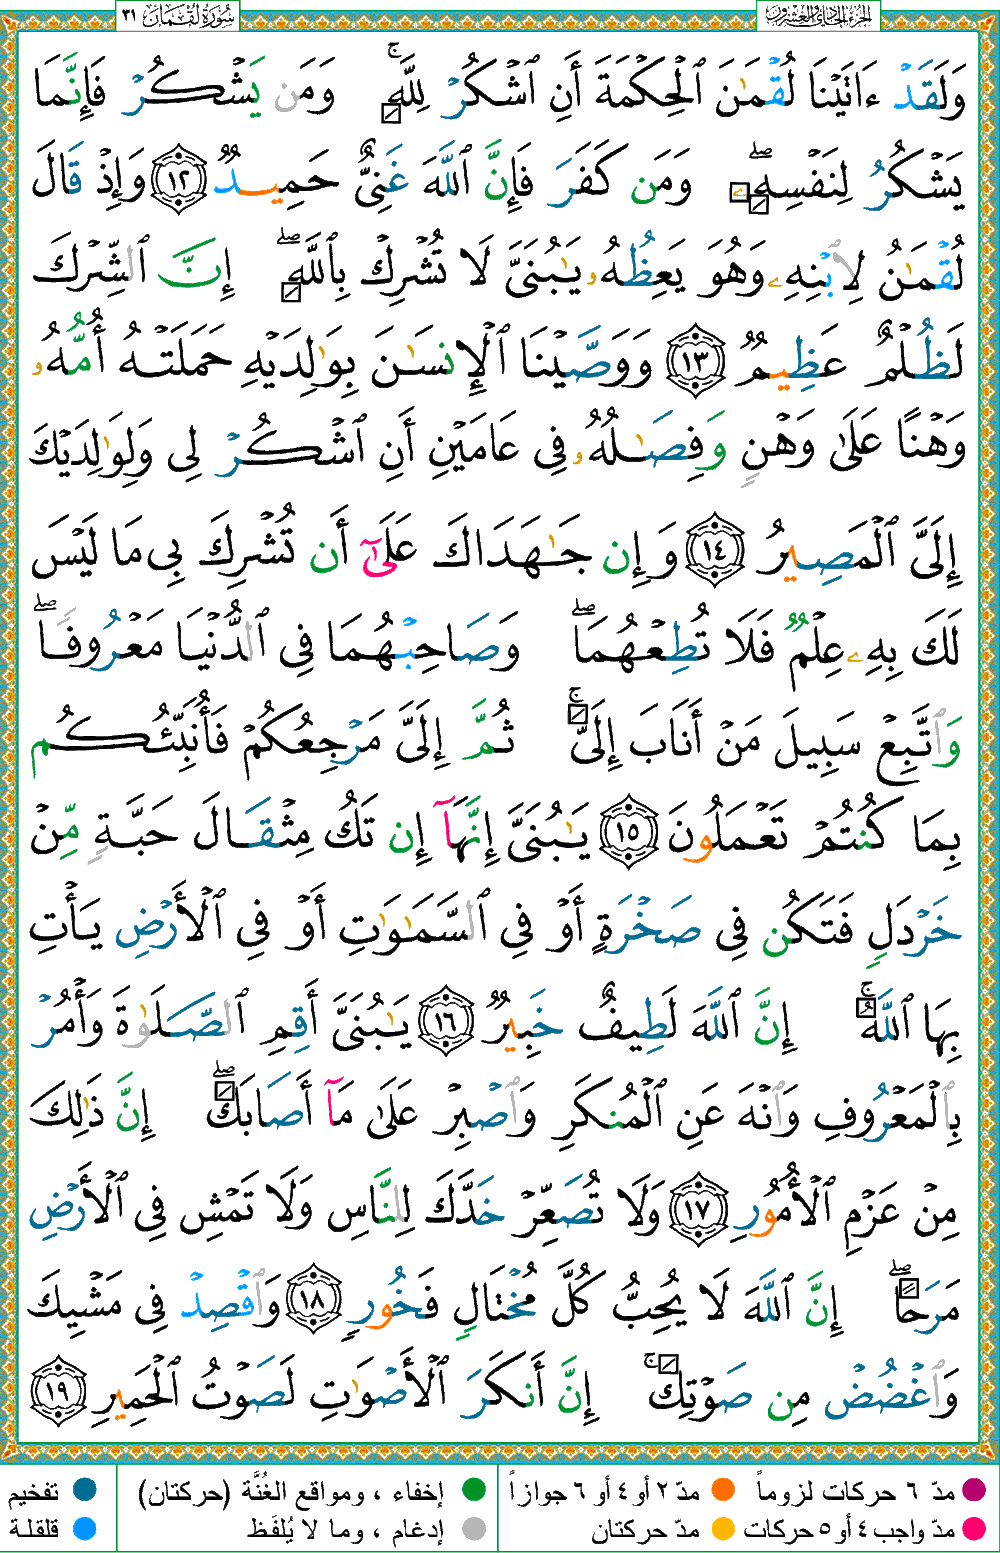 الجزء الحادي والعشرون
سُورَةُ لُقْمَان ٣١
وَلَقَدْ ءَاتَيْنَا لُقْمَٰنَ ٱلْحِكْمَةَ أَنِ ٱشْكُرْ لِلَّهِ ۚ وَمَن يَشْكُرْ فَإِنَّمَا
يَشْكُرُ لِنَفْسِهِۦ ۖ وَمَن كَفَرَ فَإِنَّ ٱللَّهَ غَنِىٌّ حَمِيدٌ ١٢ وَإِذْ قَالَ
لُقْمَٰنُ لِٱبْنِهِۦ وَهُوَ يَعِظُهُۥ يَٰبُنَىَّ لَا تُشْرِكْ بِٱللَّهِ ۖ إِنَّ ٱلشِّرْكَ
لَظُلْمٌ عَظِيمٌ ١٣ وَوَصَّيْنَا ٱلْإِنسَٰنَ بِوَٰلِدَيْهِ حَمَلَتْهُ أُمُّهُۥ
وَهْنًا عَلَىٰ وَهْنٍ وَفِصَٰلُهُۥ فِى عَامَيْنِ أَنِ ٱشْكُرْ لِى وَلِوَٰلِدَيْكَ
إِلَىَّ ٱلْمَصِيرُ ١٤ وَإِن جَٰهَدَاكَ عَلَىٰٓ أَن تُشْرِكَ بِى مَا لَيْسَ
لَكَ بِهِۦ عِلْمٌ فَلَا تُطِعْهُمَا ۖ وَصَاحِبْهُمَا فِى ٱلدُّنْيَا مَعْرُوفًا ۖ
وَٱتَّبِعْ سَبِيلَ مَنْ أَنَابَ إِلَىَّ ۚ ثُمَّ إِلَىَّ مَرْجِعُكُمْ فَأُنَبِّئُكُم
بِمَا كُنتُمْ تَعْمَلُونَ ١٥ يَٰبُنَىَّ إِنَّهَآ إِن تَكُ مِثْقَالَ حَبَّةٍ مِّنْ
خَرْدَلٍ فَتَكُن فِى صَخْرَةٍ أَوْ فِى ٱلسَّمَٰوَٰتِ أَوْ فِى ٱلْأَرْضِ يَأْتِ
بِهَا ٱللَّهُ ۚ إِنَّ ٱللَّهَ لَطِيفٌ خَبِيرٌ ١٦ يَٰبُنَىَّ أَقِمِ ٱلصَّلَوٰةَ وَأْمُرْ
بِٱلْمَعْرُوفِ وَٱنْهَ عَنِ ٱلْمُنكَرِ وَٱصْبِرْ عَلَىٰ مَآ أَصَابَكَ ۖ إِنَّ ذَٰلِكَ
مِنْ عَزْمِ ٱلْأُمُورِ ١٧ وَلَا تُصَعِّرْ خَدَّكَ لِلنَّاسِ وَلَا تَمْشِ فِى ٱلْأَرْضِ
مَرَحًا ۖ إِنَّ ٱللَّهَ لَا يُحِبُّ كُلَّ مُخْتَالٍ فَخُورٍ ١٨ وَٱقْصِدْ فِى مَشْيِكَ
وَٱغْضُضْ مِن صَوْتِكَ ۚ إِنَّ أَنكَرَ ٱلْأَصْوَٰتِ لَصَوْتُ ٱلْحَمِيرِ ١٩
مدّ ٦ حركات لزوماً مدّ ٢ أو ٤ أو ٦ جوازاً إخفاء ، ومواقع الغُنَّة (حركتان) تفخيم
مدّ واجب ٤ أو ٥ حركات مدّ حركتان إدغام ، وما لا يُلفَظ قلقلة